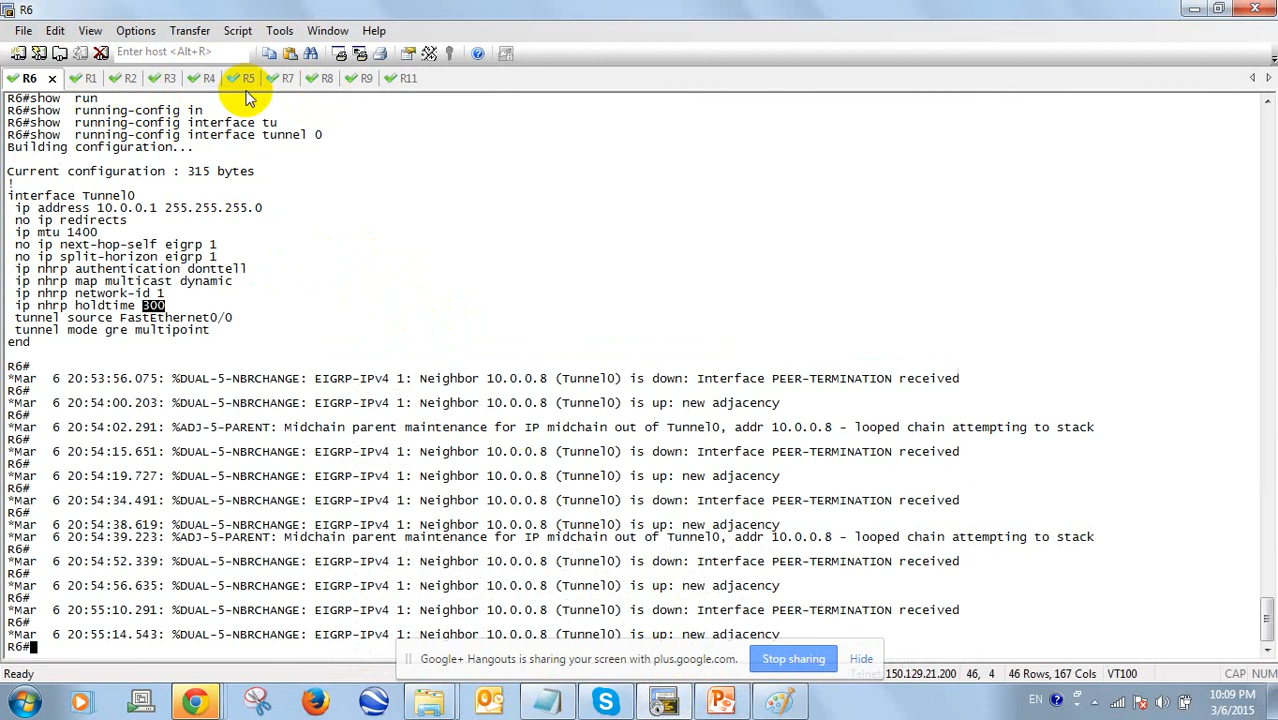 R6
File Edit View Options Transfer Script Tools Window Help
Enter host <Alt+R>
R6 R1 R2 R3 R4 R5 R7 R8 R9 R11
R6#show  run
R6#show  running-config in
R6#show  running-config interface tu
R6#show  running-config interface tunnel 0
Building configuration...
Current configuration : 315 bytes
!
interface Tunnel0
 ip address 10.0.0.1 255.255.255.0
 no ip redirects
 ip mtu 1400
 no ip next-hop-self eigrp 1
 no ip split-horizon eigrp 1
 ip nhrp authentication donttell
 ip nhrp map multicast dynamic
 ip nhrp network-id 1
 ip nhrp holdtime 300
 tunnel source FastEthernet0/0
 tunnel mode gre multipoint
end
R6#
*Mar  6 20:53:56.075: %DUAL-5-NBRCHANGE: EIGRP-IPv4 1: Neighbor 10.0.0.8 (Tunnel0) is down: Interface PEER-TERMINATION received
R6#
*Mar  6 20:54:00.203: %DUAL-5-NBRCHANGE: EIGRP-IPv4 1: Neighbor 10.0.0.8 (Tunnel0) is up: new adjacency
R6#
*Mar  6 20:54:02.291: %ADJ-5-PARENT: Midchain parent maintenance for IP midchain out of Tunnel0, addr 10.0.0.8 - looped chain attempting to stack
R6#
*Mar  6 20:54:15.651: %DUAL-5-NBRCHANGE: EIGRP-IPv4 1: Neighbor 10.0.0.8 (Tunnel0) is down: Interface PEER-TERMINATION received
R6#
*Mar  6 20:54:19.727: %DUAL-5-NBRCHANGE: EIGRP-IPv4 1: Neighbor 10.0.0.8 (Tunnel0) is up: new adjacency
R6#
*Mar  6 20:54:34.491: %DUAL-5-NBRCHANGE: EIGRP-IPv4 1: Neighbor 10.0.0.8 (Tunnel0) is down: Interface PEER-TERMINATION received
R6#
*Mar  6 20:54:38.619: %DUAL-5-NBRCHANGE: EIGRP-IPv4 1: Neighbor 10.0.0.8 (Tunnel0) is up: new adjacency
*Mar  6 20:54:39.223: %ADJ-5-PARENT: Midchain parent maintenance for IP midchain out of Tunnel0, addr 10.0.0.8 - looped chain attempting to stack
R6#
*Mar  6 20:54:52.339: %DUAL-5-NBRCHANGE: EIGRP-IPv4 1: Neighbor 10.0.0.8 (Tunnel0) is down: Interface PEER-TERMINATION received
R6#
*Mar  6 20:54:56.635: %DUAL-5-NBRCHANGE: EIGRP-IPv4 1: Neighbor 10.0.0.8 (Tunnel0) is up: new adjacency
R6#
*Mar  6 20:55:10.291: %DUAL-5-NBRCHANGE: EIGRP-IPv4 1: Neighbor 10.0.0.8 (Tunnel0) is down: Interface PEER-TERMINATION received
R6#
*Mar  6 20:55:14.543: %DUAL-5-NBRCHANGE: EIGRP-IPv4 1: Neighbor 10.0.0.8 (Tunnel0) is up: new adjacency
R6#
Google+ Hangouts is sharing your screen with plus.google.com. Stop sharing Hide
Ready Telnet: 150.129.21.200 46, 4 46 Rows, 167 Cols VT100 CAP NUM
EN 10:09 PM
3/6/2015